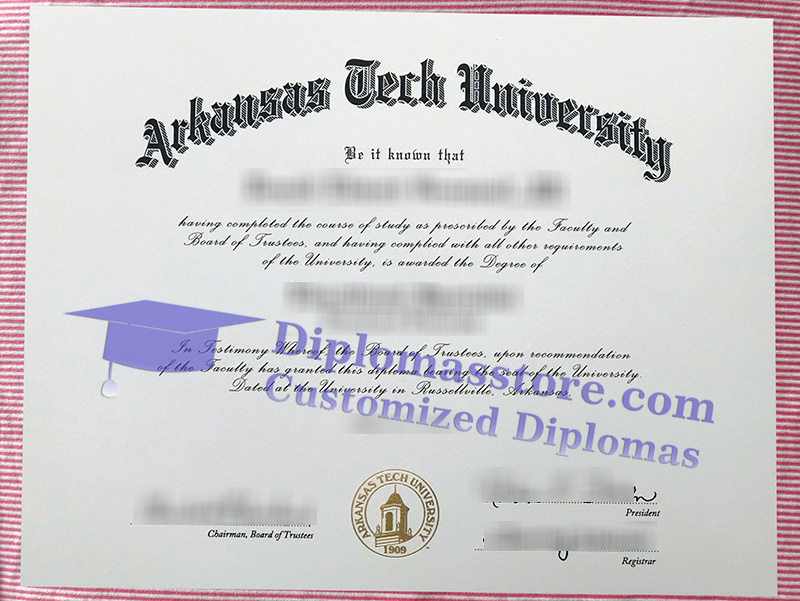 Arkansas Tech University
Be it known that
having completed the course of study as prescribed by the Faculty and
Board of Trustees, and having complied with all other requirements
of the University, is awarded the Degree of
In Testimony Whereof, the Board of Trustees, upon recommendation
of the Faculty has granted this diploma bearing the seal of the University.
Dated at the University in Russellville, Arkansas,
Diplomasstore.com
Customized Diplomas
ARKANSAS TECH UNIVERSITY
1909
Chairman, Board of Trustees
President
Registrar